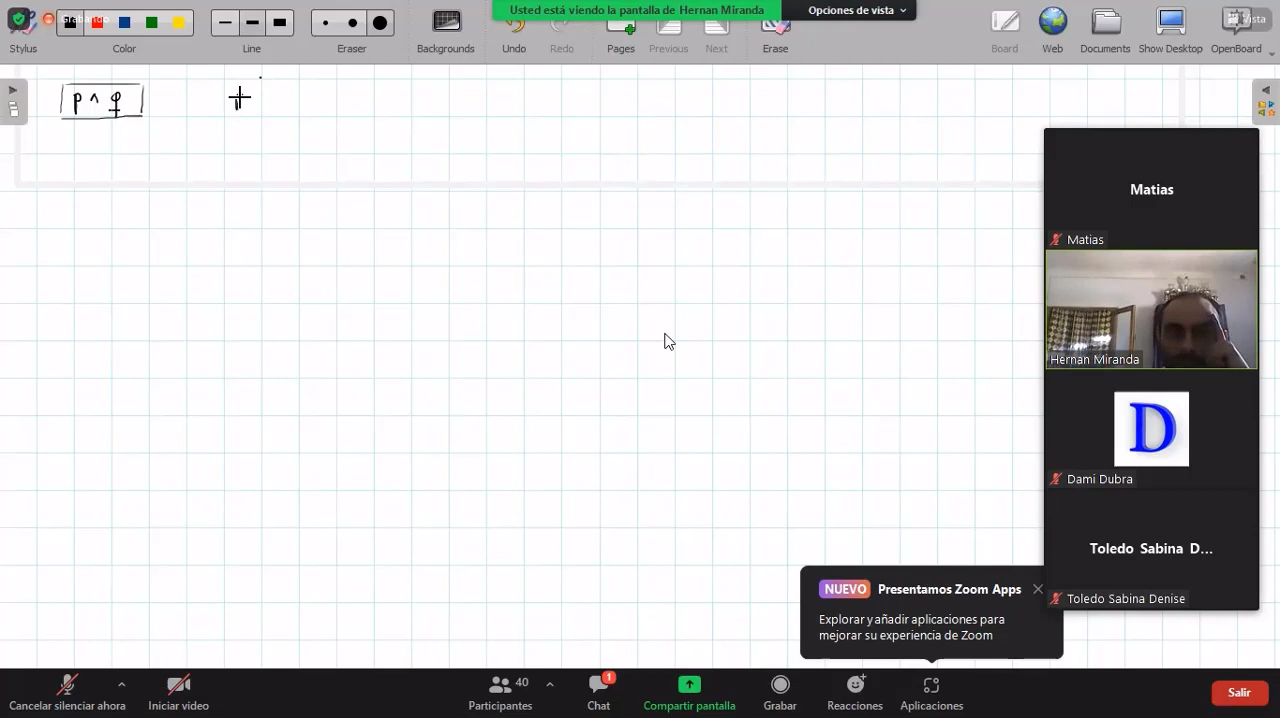 Usted está viendo la pantalla de Hernan Miranda
Opciones de vista
Grabando
Vista
Stylus
Color
Line
Eraser
Backgrounds
Undo
Redo
Pages
Previous
Next
Erase
Board
Web
Documents
Show Desktop
OpenBoard
p ∧ q
Matias
Matias
Hernan Miranda
D
Dami Dubra
Toledo Sabina D...
Toledo Sabina Denise
NUEVO Presentamos Zoom Apps
Explorar y añadir aplicaciones para
mejorar su experiencia de Zoom
Cancelar silenciar ahora
Iniciar video
40
Participantes
1
Chat
Compartir pantalla
Grabar
Reacciones
Aplicaciones
Salir